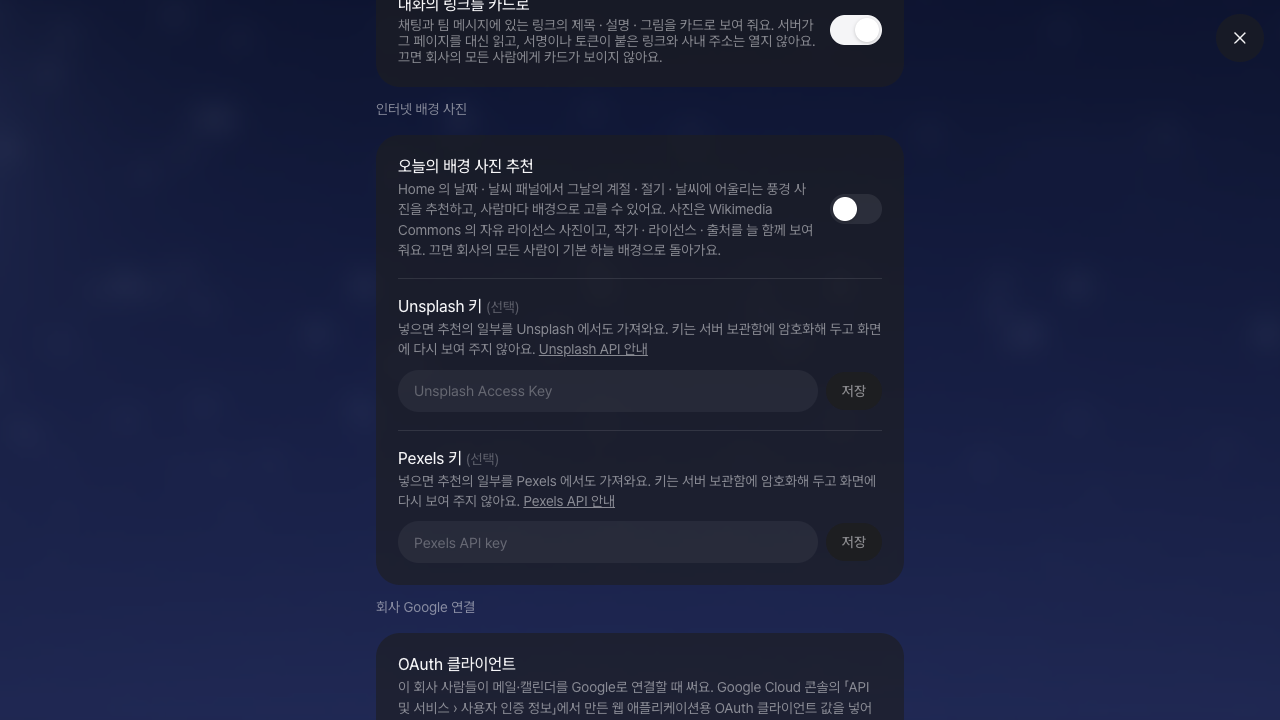 대화의 링크를 카드로
채팅과 팀 메시지에 있는 링크의 제목 · 설명 · 그림을 카드로 보여 줘요. 서버가
그 페이지를 대신 읽고, 서명이나 토큰이 붙은 링크와 사내 주소는 열지 않아요.
끄면 회사의 모든 사람에게 카드가 보이지 않아요.
인터넷 배경 사진
오늘의 배경 사진 추천
Home 의 날짜 · 날씨 패널에서 그날의 계절 · 절기 · 날씨에 어울리는 풍경 사
진을 추천하고, 사람마다 배경으로 고를 수 있어요. 사진은 Wikimedia
Commons 의 자유 라이선스 사진이고, 작가 · 라이선스 · 출처를 늘 함께 보여
줘요. 끄면 회사의 모든 사람이 기본 하늘 배경으로 돌아가요.
Unsplash 키 (선택)
넣으면 추천의 일부를 Unsplash 에서도 가져와요. 키는 서버 보관함에 암호화해 두고 화면
에 다시 보여 주지 않아요. Unsplash API 안내
Unsplash Access Key
저장
Pexels 키 (선택)
넣으면 추천의 일부를 Pexels 에서도 가져와요. 키는 서버 보관함에 암호화해 두고 화면에
다시 보여 주지 않아요. Pexels API 안내
Pexels API key
저장
회사 Google 연결
OAuth 클라이언트
이 회사 사람들이 메일·캘린더를 Google로 연결할 때 써요. Google Cloud 콘솔의 「API
및 서비스 › 사용자 인증 정보」에서 만든 웹 애플리케이션용 OAuth 클라이언트 값을 넣어